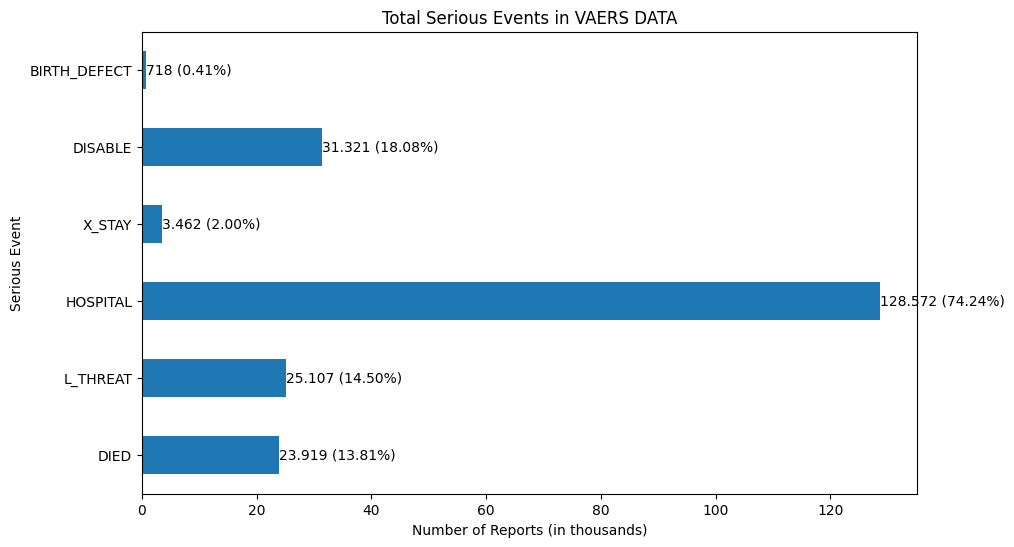 Total Serious Events in VAERS DATA
Serious Event
BIRTH_DEFECT
718 (0.41%)
DISABLE
31.321 (18.08%)
X_STAY
3.462 (2.00%)
HOSPITAL
128.572 (74.24%)
L_THREAT
25.107 (14.50%)
DIED
23.919 (13.81%)
0 20 40 60 80 100 120
Number of Reports (in thousands)